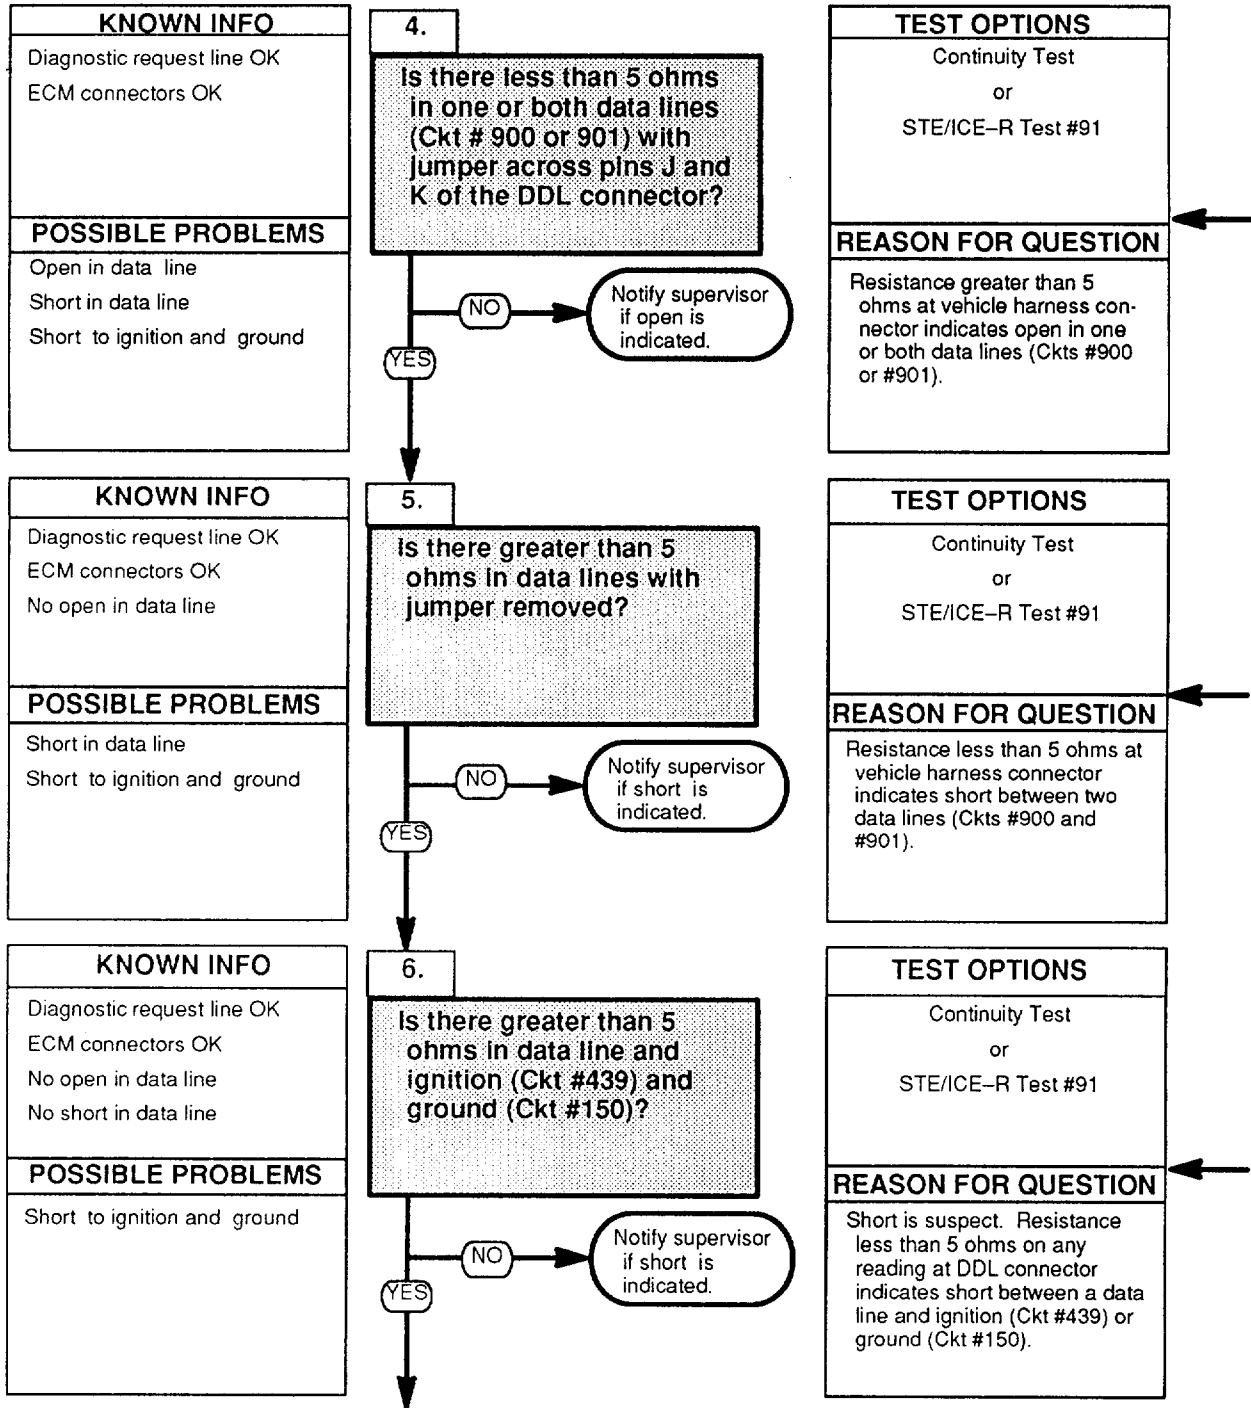 KNOWN INFO
Diagnostic request line OK
ECM connectors OK
POSSIBLE PROBLEMS
Open in data line
Short in data line
Short to ignition and ground
4.
Is there less than 5 ohms
in one or both data lines
(Ckt # 900 or 901) with
jumper across pins J and
K of the DDL connector?
NO
Notify supervisor
if open is
indicated.
YES
TEST OPTIONS
Continuity Test
or
STE/ICE–R Test #91
REASON FOR QUESTION
Resistance greater than 5
ohms at vehicle harness con-
nector indicates open in one
or both data lines (Ckts #900
or #901).
KNOWN INFO
Diagnostic request line OK
ECM connectors OK
No open in data line
POSSIBLE PROBLEMS
Short in data line
Short to ignition and ground
5.
Is there greater than 5
ohms in data lines with
jumper removed?
NO
Notify supervisor
if short is
indicated.
YES
TEST OPTIONS
Continuity Test
or
STE/ICE–R Test #91
REASON FOR QUESTION
Resistance less than 5 ohms at
vehicle harness connector
indicates short between two
data lines (Ckts #900 and
#901).
KNOWN INFO
Diagnostic request line OK
ECM connectors OK
No open in data line
No short in data line
POSSIBLE PROBLEMS
Short to ignition and ground
6.
Is there greater than 5
ohms in data line and
ignition (Ckt #439) and
ground (Ckt #150)?
NO
Notify supervisor
if short is
indicated.
YES
TEST OPTIONS
Continuity Test
or
STE/ICE–R Test #91
REASON FOR QUESTION
Short is suspect. Resistance
less than 5 ohms on any
reading at DDL connector
indicates short between a data
line and ignition (Ckt #439) or
ground (Ckt #150).